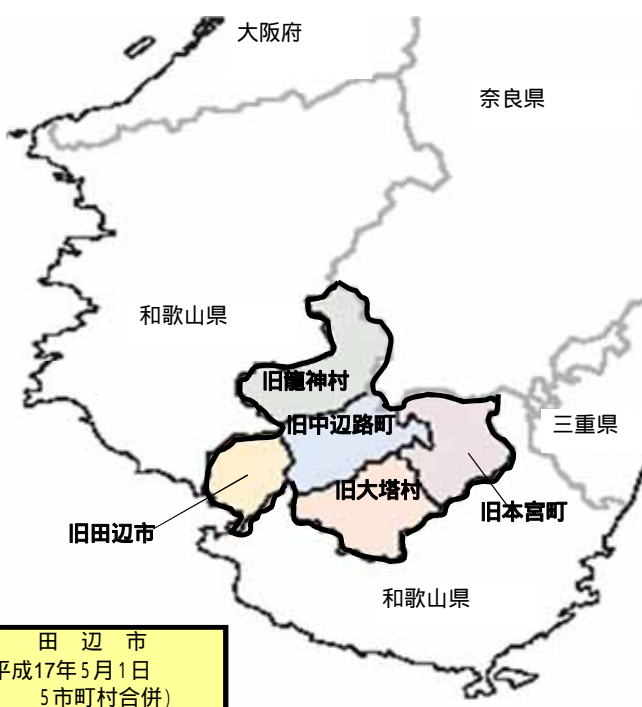 大阪府
奈良県
和歌山県
旧龍神村
旧中辺路町
三重県
旧大塔村
旧本宮町
旧田辺市
和歌山県
田辺市
平成17年5月1日
5市町村合併）